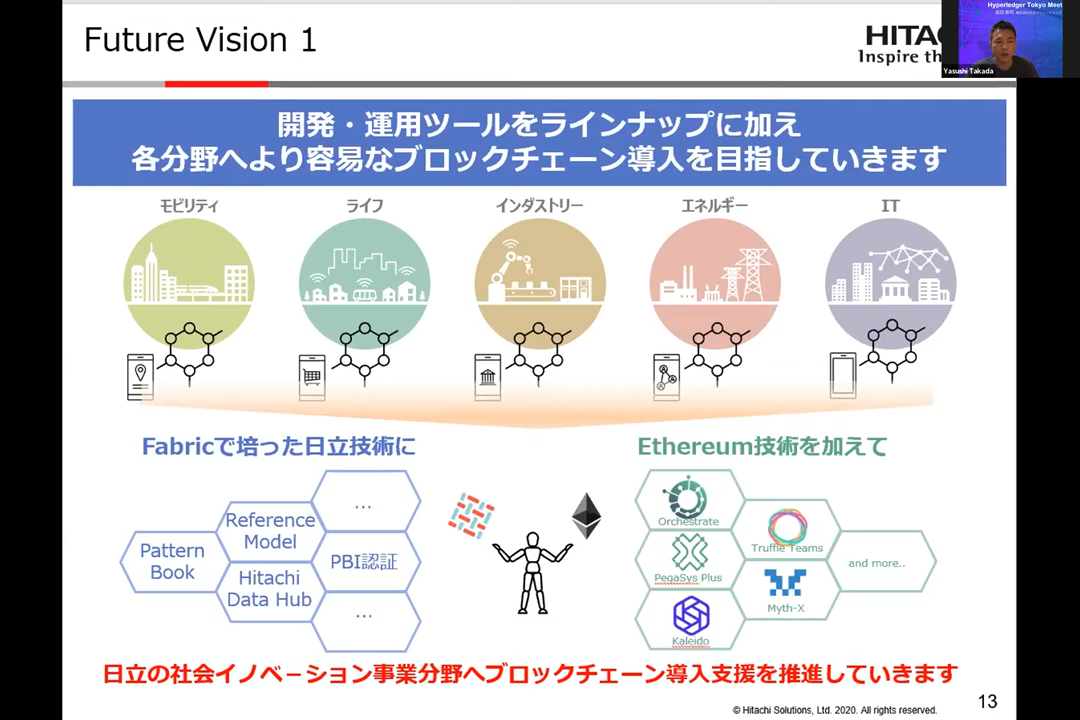 Future Vision 1
HITAC
Inspire th
Hyperledger Tokyo Meet
Yasushi Takada
開発・運用ツールをラインナップに加え
各分野へより容易なブロックチェーン導入を目指していきます
モビリティ
ライフ
インダストリー
エネルギー
IT
Fabricで培った日立技術に
Ethereum技術を加えて
Pattern
Book
Reference
Model
Hitachi
Data Hub
...
PBI認証
...
Orchestrate
PegaSys Plus
Kaleido
Truffle Teams
Myth-X
and more..
日立の社会イノベーション事業分野へブロックチェーン導入支援を推進していきます
© Hitachi Solutions, Ltd. 2020. All rights reserved.
13